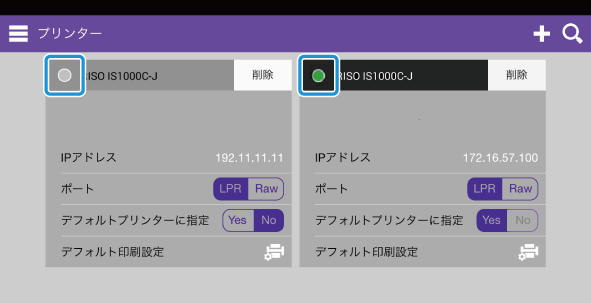 プリンター
RISO IS1000C-J
削除
IPアドレス 192.11.11.11
ポート LPR Raw
デフォルトプリンターに指定 Yes No
デフォルト印刷設定
RISO IS1000C-J
削除
IPアドレス 172.16.57.100
ポート LPR Raw
デフォルトプリンターに指定 Yes No
デフォルト印刷設定